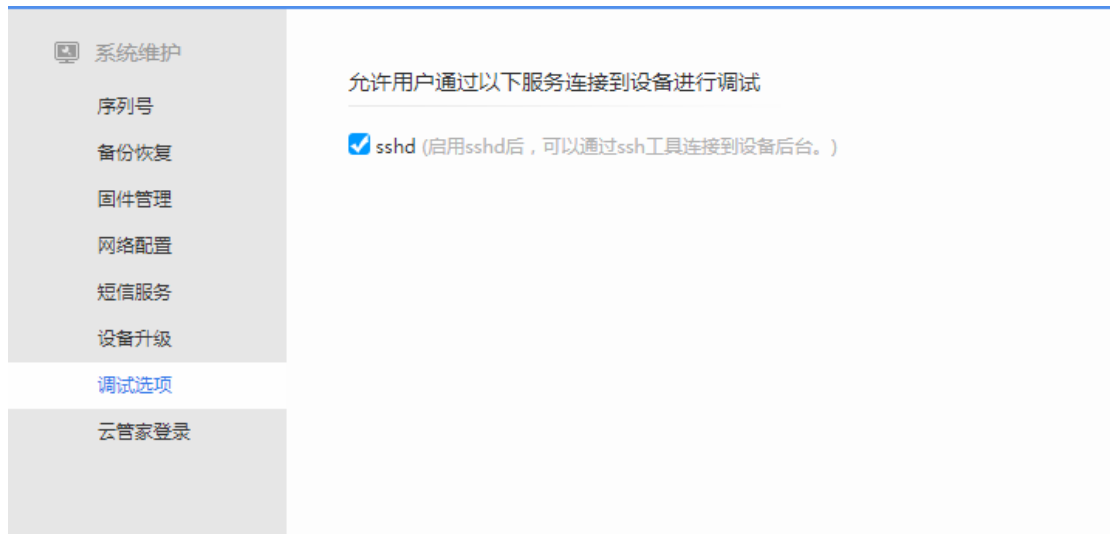 系统维护
序列号
备份恢复
固件管理
网络配置
短信服务
设备升级
调试选项
云管家登录
允许用户通过以下服务连接到设备进行调试
sshd (启用sshd后，可以通过ssh工具连接到设备后台。)